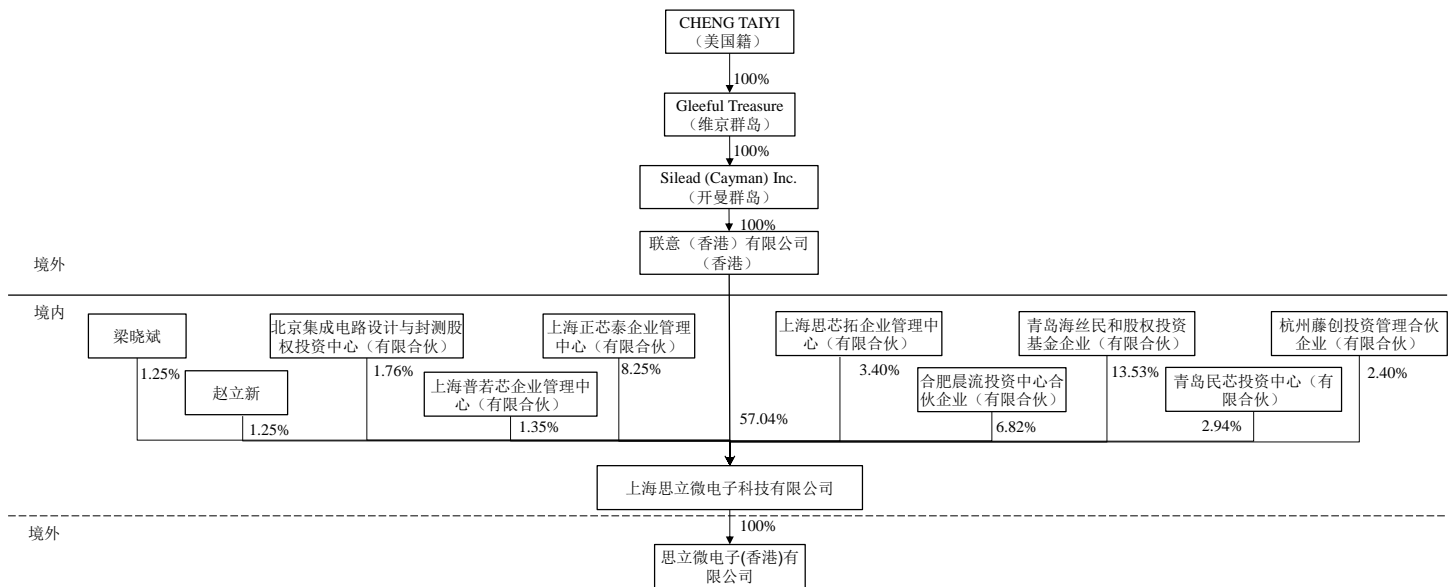 CHENG TAIYI
（美国籍）
100%
Gleeful Treasure
（维京群岛）
100%
Silead (Cayman) Inc.
（开曼群岛）
100%
联意（香港）有限公司
（香港）
境外
境内
梁晓斌
1.25%
赵立新
1.25%
北京集成电路设计与封测股
权投资中心（有限合伙）
1.76%
上海普若芯企业管理中
心（有限合伙）
1.35%
上海正芯泰企业管理
中心（有限合伙）
8.25%
57.04%
上海思芯拓企业管理中
心（有限合伙）
3.40%
合肥晨流投资中心合
伙企业（有限合伙）
6.82%
青岛海丝民和股权投资
基金企业（有限合伙）
13.53%
青岛民芯投资中心（有
限合伙）
2.94%
杭州藤创投资管理合伙
企业（有限合伙）
2.40%
上海思立微电子科技有限公司
境外
100%
思立微电子(香港)有
限公司